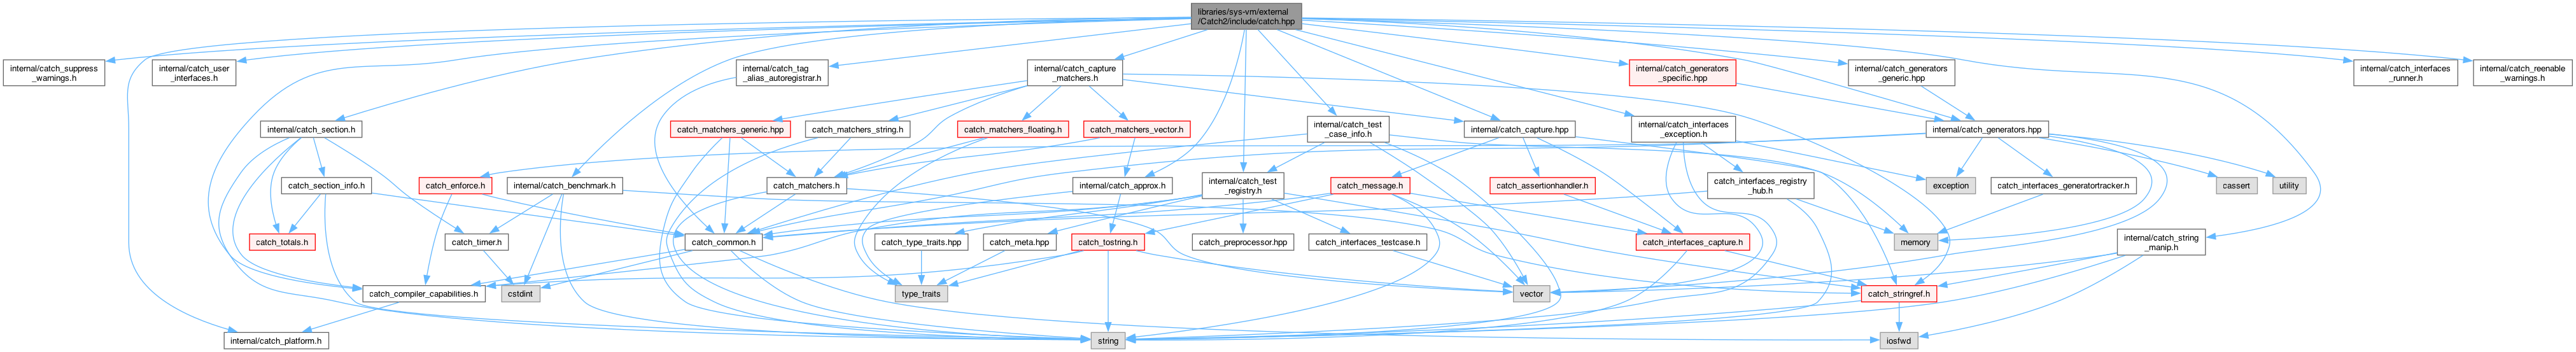 libraries/sys-vm/external
/Catch2/include/catch.hpp
internal/catch_suppress
_warnings.h
internal/catch_user
_interfaces.h
internal/catch_tag
_alias_autoregistrar.h
internal/catch_capture
_matchers.h
internal/catch_generators
_specific.hpp
internal/catch_generators
_generic.hpp
internal/catch_interfaces
_runner.h
internal/catch_reenable
_warnings.h
internal/catch_section.h
catch_matchers_generic.hpp
catch_matchers_string.h
catch_matchers_floating.h
catch_matchers_vector.h
internal/catch_test
_case_info.h
internal/catch_capture.hpp
internal/catch_interfaces
_exception.h
internal/catch_generators.hpp
catch_section_info.h
catch_enforce.h
internal/catch_benchmark.h
catch_matchers.h
internal/catch_approx.h
internal/catch_test
_registry.h
catch_message.h
catch_assertionhandler.h
catch_interfaces_registry
_hub.h
exception
catch_interfaces_generatortracker.h
cassert
utility
catch_totals.h
catch_timer.h
catch_common.h
catch_type_traits.hpp
catch_meta.hpp
catch_tostring.h
catch_preprocessor.hpp
catch_interfaces_testcase.h
catch_interfaces_capture.h
memory
internal/catch_string
_manip.h
catch_compiler_capabilities.h
cstdint
type_traits
vector
catch_stringref.h
internal/catch_platform.h
string
iosfwd